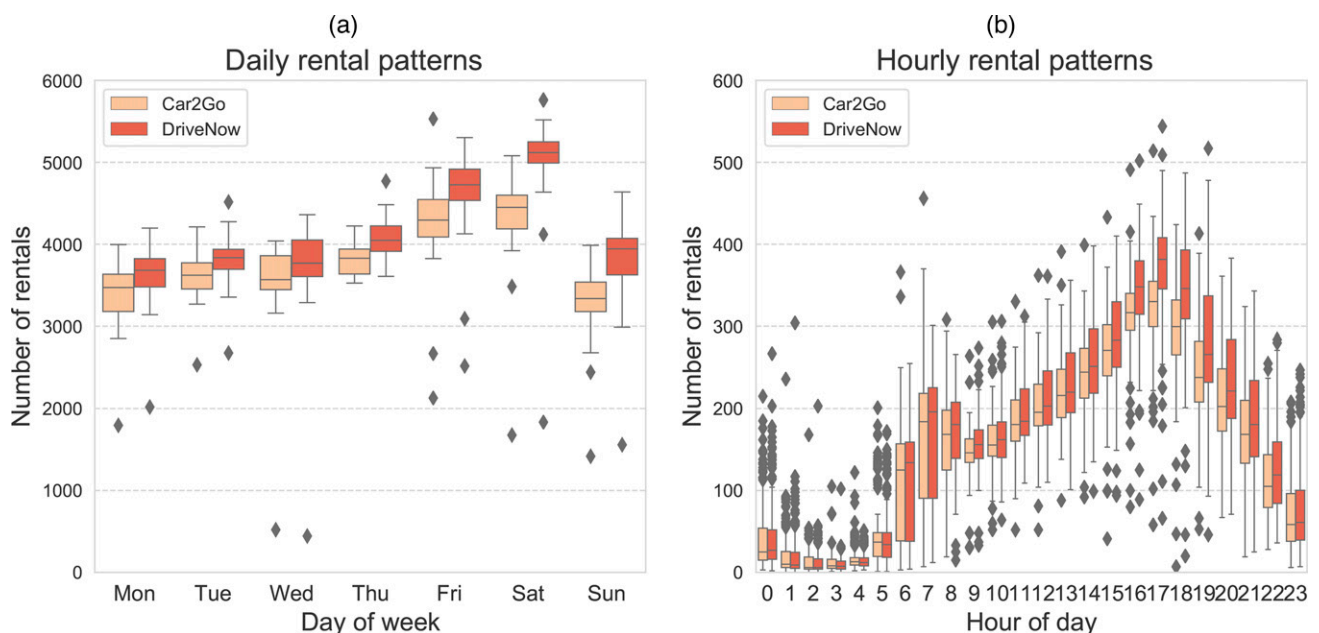 (a)
Daily rental patterns
Number of rentals
6000
5000
4000
3000
2000
1000
0
Car2Go
DriveNow
Mon Tue Wed Thu Fri Sat Sun
Day of week
(b)
Hourly rental patterns
Number of rentals
600
500
400
300
200
100
0
Car2Go
DriveNow
0 1 2 3 4 5 6 7 8 9 10 11 12 13 14 15 16 17 18 19 20 21 22 23
Hour of day